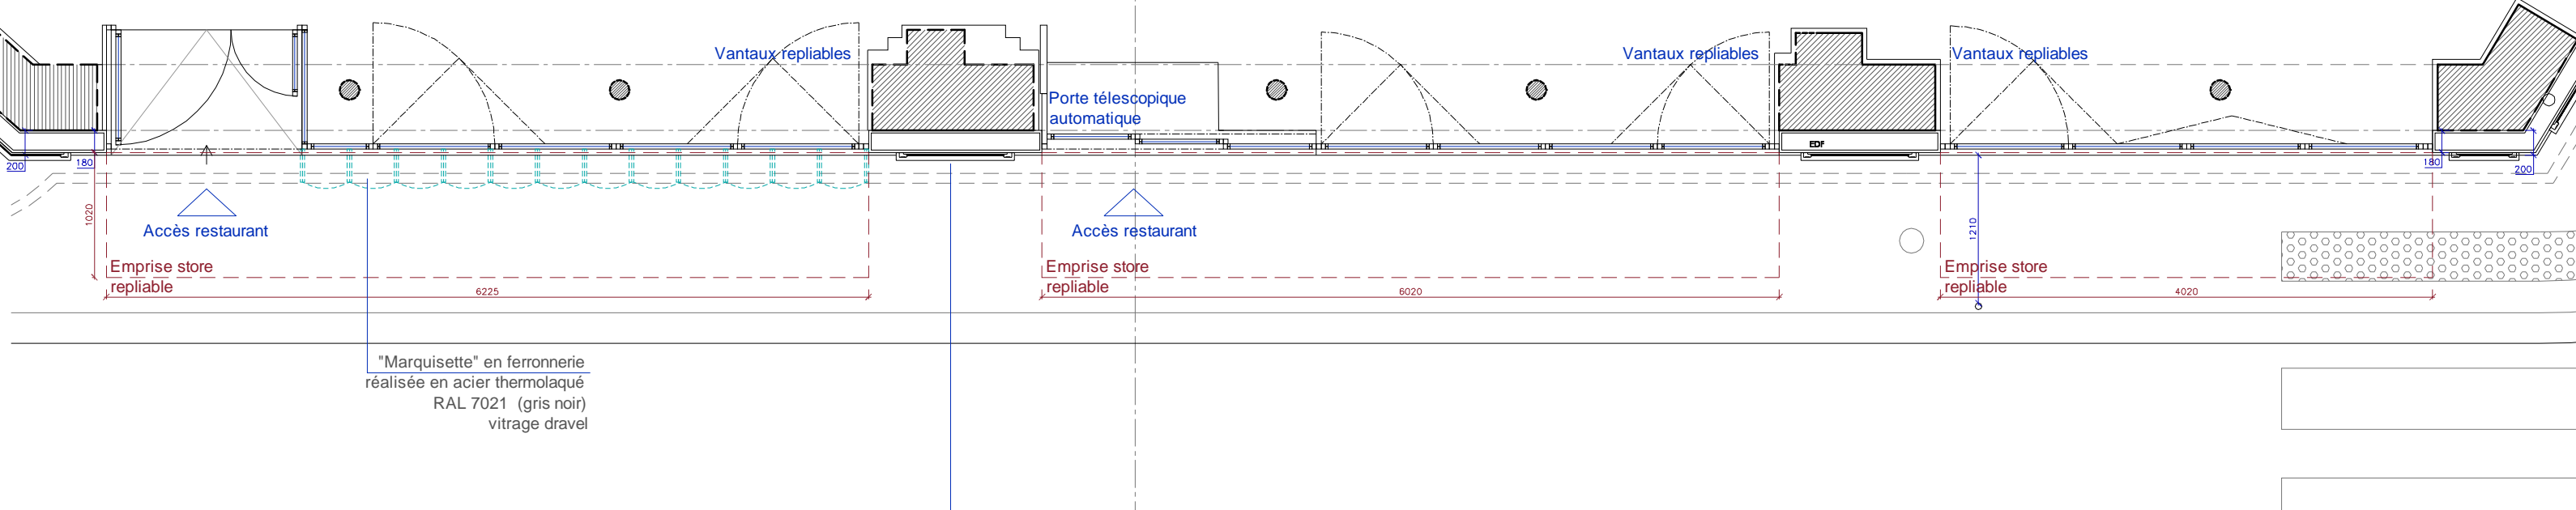 Vantaux repliables
Vantaux repliables
Vantaux repliables
Porte télescopique
automatique
EDF
200
180
180
200
1020
1210
Accès restaurant
Accès restaurant
Emprise store
repliable
Emprise store
repliable
Emprise store
repliable
6225
6020
4020
"Marquisette" en ferronnerie
réalisée en acier thermolaqué
RAL 7021 (gris noir)
vitrage dravel